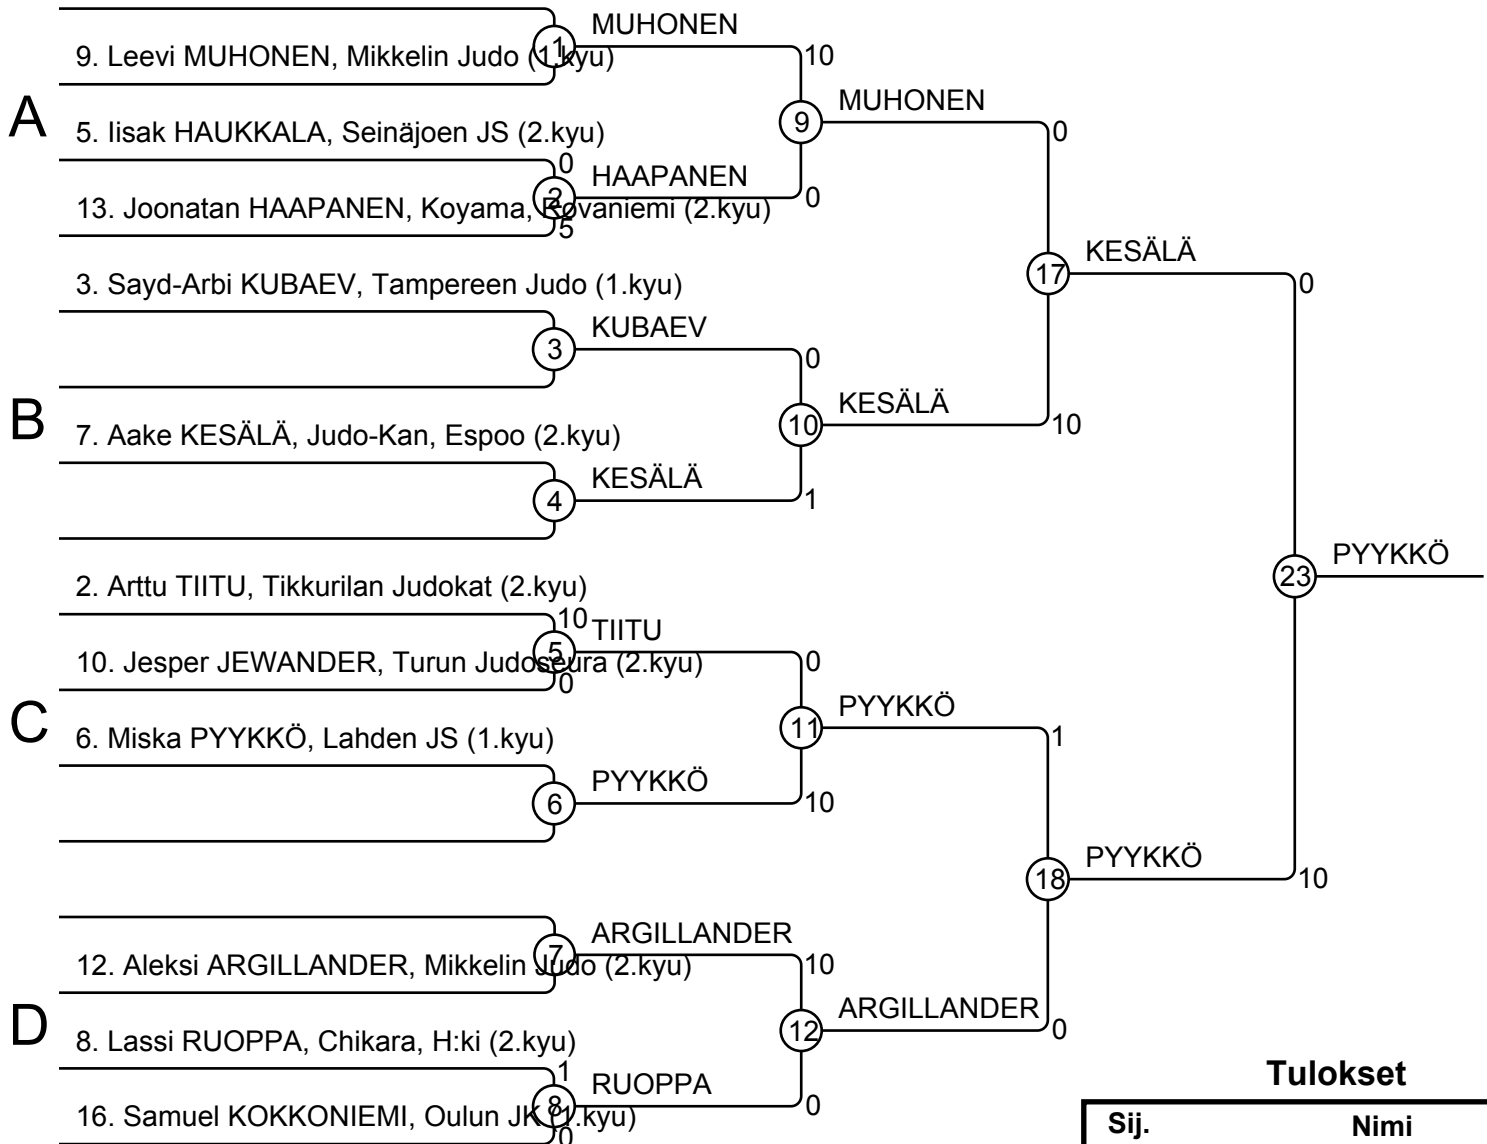 MUHONEN
9. Leevi MUHONEN, Mikkelin Judo (1.kyu)
1
10
A
MUHONEN
9
5. Iisak HAUKKALA, Seinäjoen JS (2.kyu)
0
0
HAAPANEN
2
0
13. Joonatan HAAPANEN, Koyama, Rovaniemi (2.kyu)
5
KESÄLÄ
17
3. Sayd-Arbi KUBAEV, Tampereen Judo (1.kyu)
0
KUBAEV
3
0
B
KESÄLÄ
10
10
7. Aake KESÄLÄ, Judo-Kan, Espoo (2.kyu)
KESÄLÄ
4
1
PYYKKÖ
23
2. Arttu TIITU, Tikkurilan Judokat (2.kyu)
10
TIITU
5
0
10. Jesper JEWANDER, Turun Judoseura (2.kyu)
0
C
PYYKKÖ
11
6. Miska PYYKKÖ, Lahden JS (1.kyu)
1
PYYKKÖ
6
10
PYYKKÖ
18
10
ARGILLANDER
7
10
12. Aleksi ARGILLANDER, Mikkelin Judo (2.kyu)
D
ARGILLANDER
12
0
8. Lassi RUOPPA, Chikara, H:ki (2.kyu)
1
RUOPPA
8
0
16. Samuel KOKKONIEMI, Oulun JK (1.kyu)
0
Tulokset
Sij. Nimi